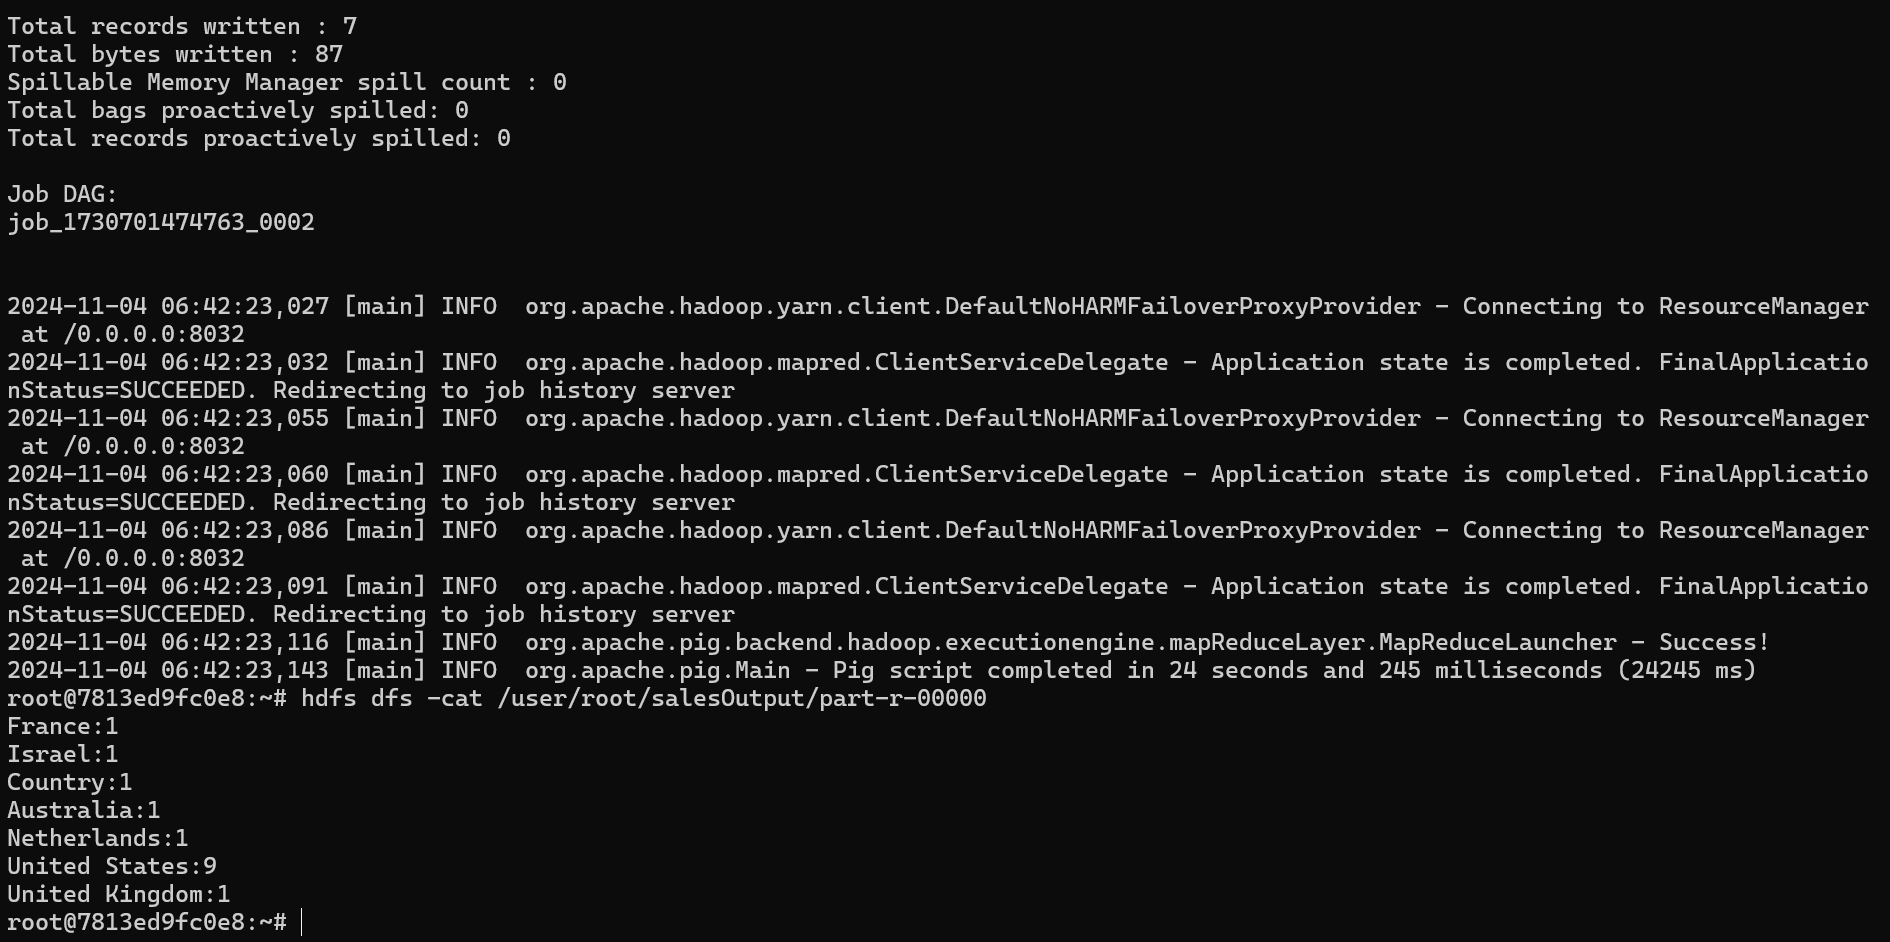 Total records written : 7
Total bytes written : 87
Spillable Memory Manager spill count : 0
Total bags proactively spilled: 0
Total records proactively spilled: 0
Job DAG:
job_1730701474763_0002
2024-11-04 06:42:23,027 [main] INFO  org.apache.hadoop.yarn.client.DefaultNoHARMFailoverProxyProvider - Connecting to ResourceManager
 at /0.0.0.0:8032
2024-11-04 06:42:23,032 [main] INFO  org.apache.hadoop.mapred.ClientServiceDelegate - Application state is completed. FinalApplicatio
nStatus=SUCCEEDED. Redirecting to job history server
2024-11-04 06:42:23,055 [main] INFO  org.apache.hadoop.yarn.client.DefaultNoHARMFailoverProxyProvider - Connecting to ResourceManager
 at /0.0.0.0:8032
2024-11-04 06:42:23,060 [main] INFO  org.apache.hadoop.mapred.ClientServiceDelegate - Application state is completed. FinalApplicatio
nStatus=SUCCEEDED. Redirecting to job history server
2024-11-04 06:42:23,086 [main] INFO  org.apache.hadoop.yarn.client.DefaultNoHARMFailoverProxyProvider - Connecting to ResourceManager
 at /0.0.0.0:8032
2024-11-04 06:42:23,091 [main] INFO  org.apache.hadoop.mapred.ClientServiceDelegate - Application state is completed. FinalApplicatio
nStatus=SUCCEEDED. Redirecting to job history server
2024-11-04 06:42:23,116 [main] INFO  org.apache.pig.backend.hadoop.executionengine.mapReduceLayer.MapReduceLauncher - Success!
2024-11-04 06:42:23,143 [main] INFO  org.apache.pig.Main - Pig script completed in 24 seconds and 245 milliseconds (24245 ms)
root@7813ed9fc0e8:~# hdfs dfs -cat /user/root/salesOutput/part-r-00000
France:1
Israel:1
Country:1
Australia:1
Netherlands:1
United States:9
United Kingdom:1
root@7813ed9fc0e8:~#